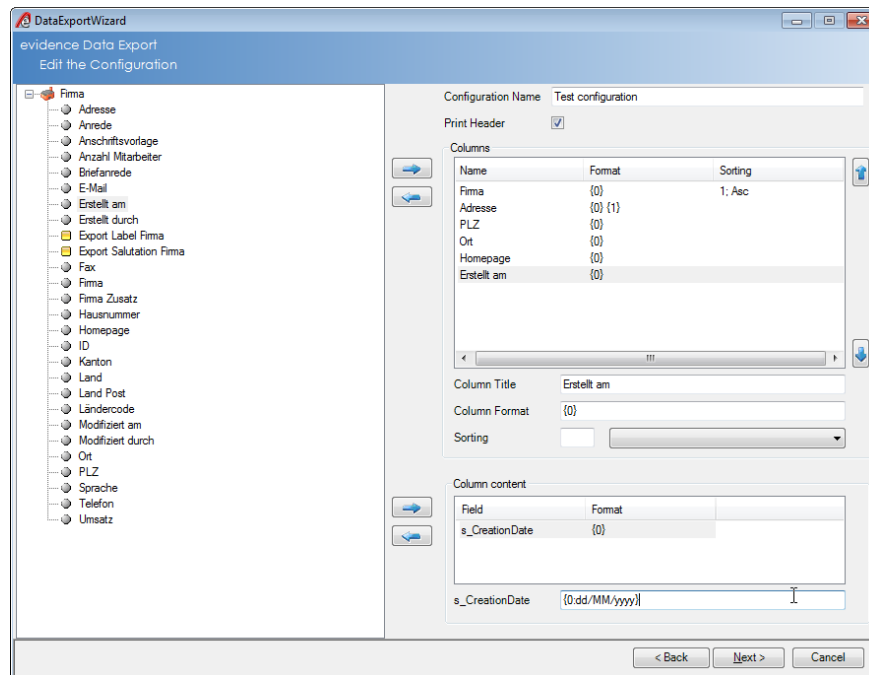 DataExportWizard
evidence Data Export
Edit the Configuration
Firma
Adresse
Anrede
Anschriftsvorlage
Anzahl Mitarbeiter
Briefanrede
E-Mail
Erstellt am
Erstellt durch
Export Label Firma
Export Salutation Firma
Fax
Firma
Firma Zusatz
Hausnummer
Homepage
ID
Kanton
Land
Land Post
Ländercode
Modifiziert am
Modifiziert durch
Ort
PLZ
Sprache
Telefon
Umsatz
Configuration Name Test configuration
Print Header
Columns
Name Format Sorting
Firma {0} 1; Asc
Adresse {0} {1}
PLZ {0}
Ort {0}
Homepage {0}
Erstellt am {0}
Column Title Erstellt am
Column Format {0}
Sorting
Column content
Field Format
s_CreationDate {0}
s_CreationDate {0:dd/MM/yyyy}
< Back Next > Cancel